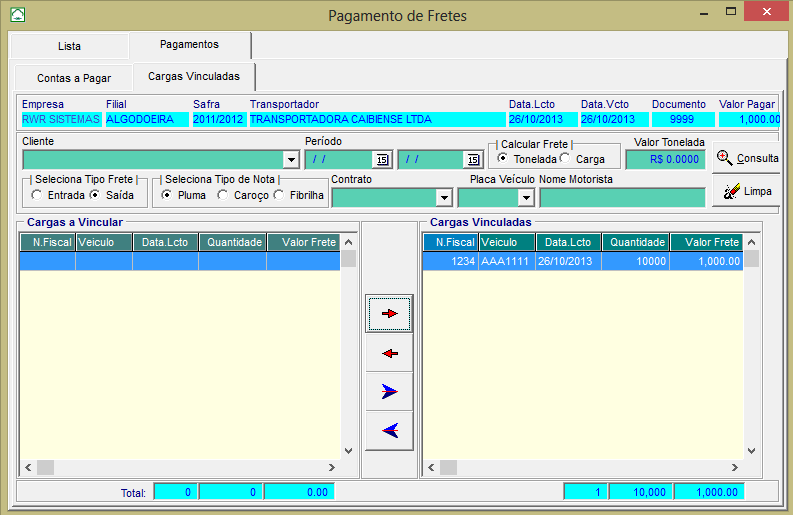 Pagamento de Fretes
Lista Pagamentos
Contas a Pagar Cargas Vinculadas
Empresa Filial Safra Transportador Data.Lcto Data.Vcto Documento Valor Pagar
RWR SISTEMAS ALGODOEIRA 2011/2012 TRANSPORTADORA CAIBIENSE LTDA 26/10/2013 26/10/2013 9999 1,000.00
Cliente Período Calcular Frete Valor Tonelada
/ / 15 / / 15 Tonelada Carga R$ 0.0000 Consulta
Seleciona Tipo Frete Seleciona Tipo de Nota Contrato Placa Veículo Nome Motorista
Entrada Saída Pluma Caroço Fibrilha Limpa
Cargas a Vincular Cargas Vinculadas
N.Fiscal Veiculo Data.Lcto Quantidade Valor Frete N.Fiscal Veiculo Data.Lcto Quantidade Valor Frete
1234 AAA1111 26/10/2013 10000 1,000.00
Total: 0 0 0.00 1 10,000 1,000.00